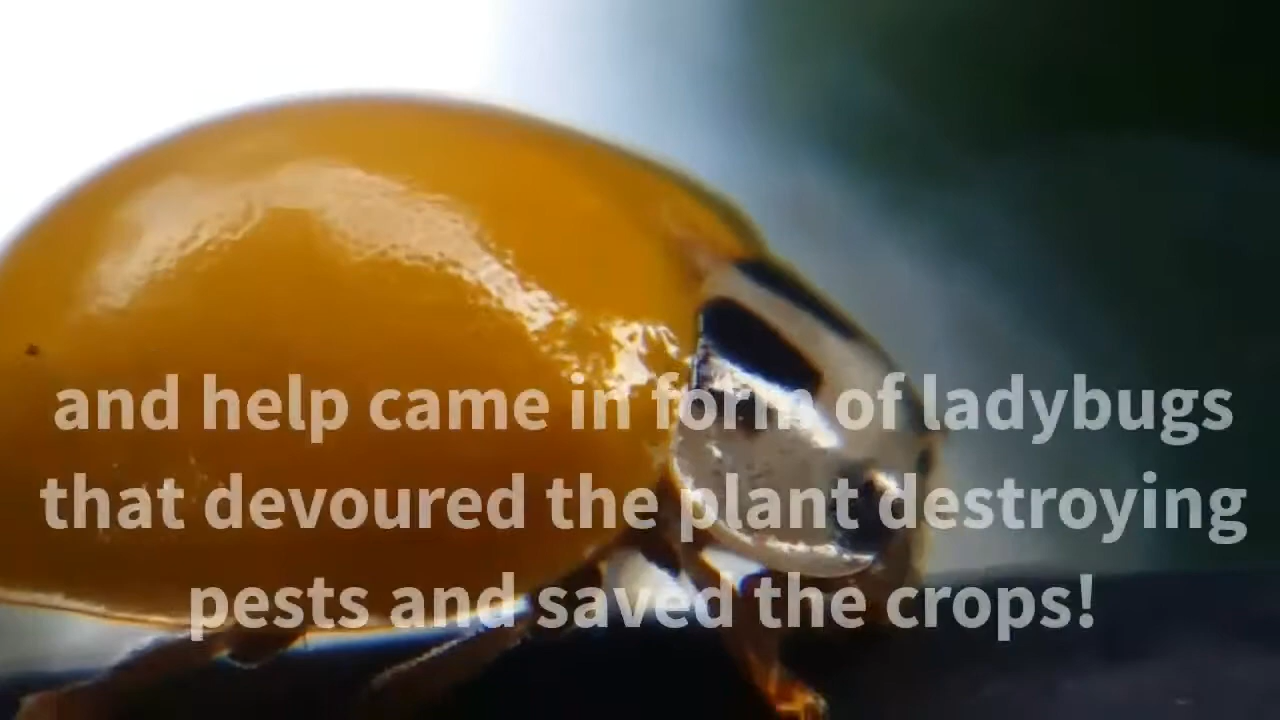 and help came in form of ladybugs
that devoured the plant destroying
pests and saved the crops!